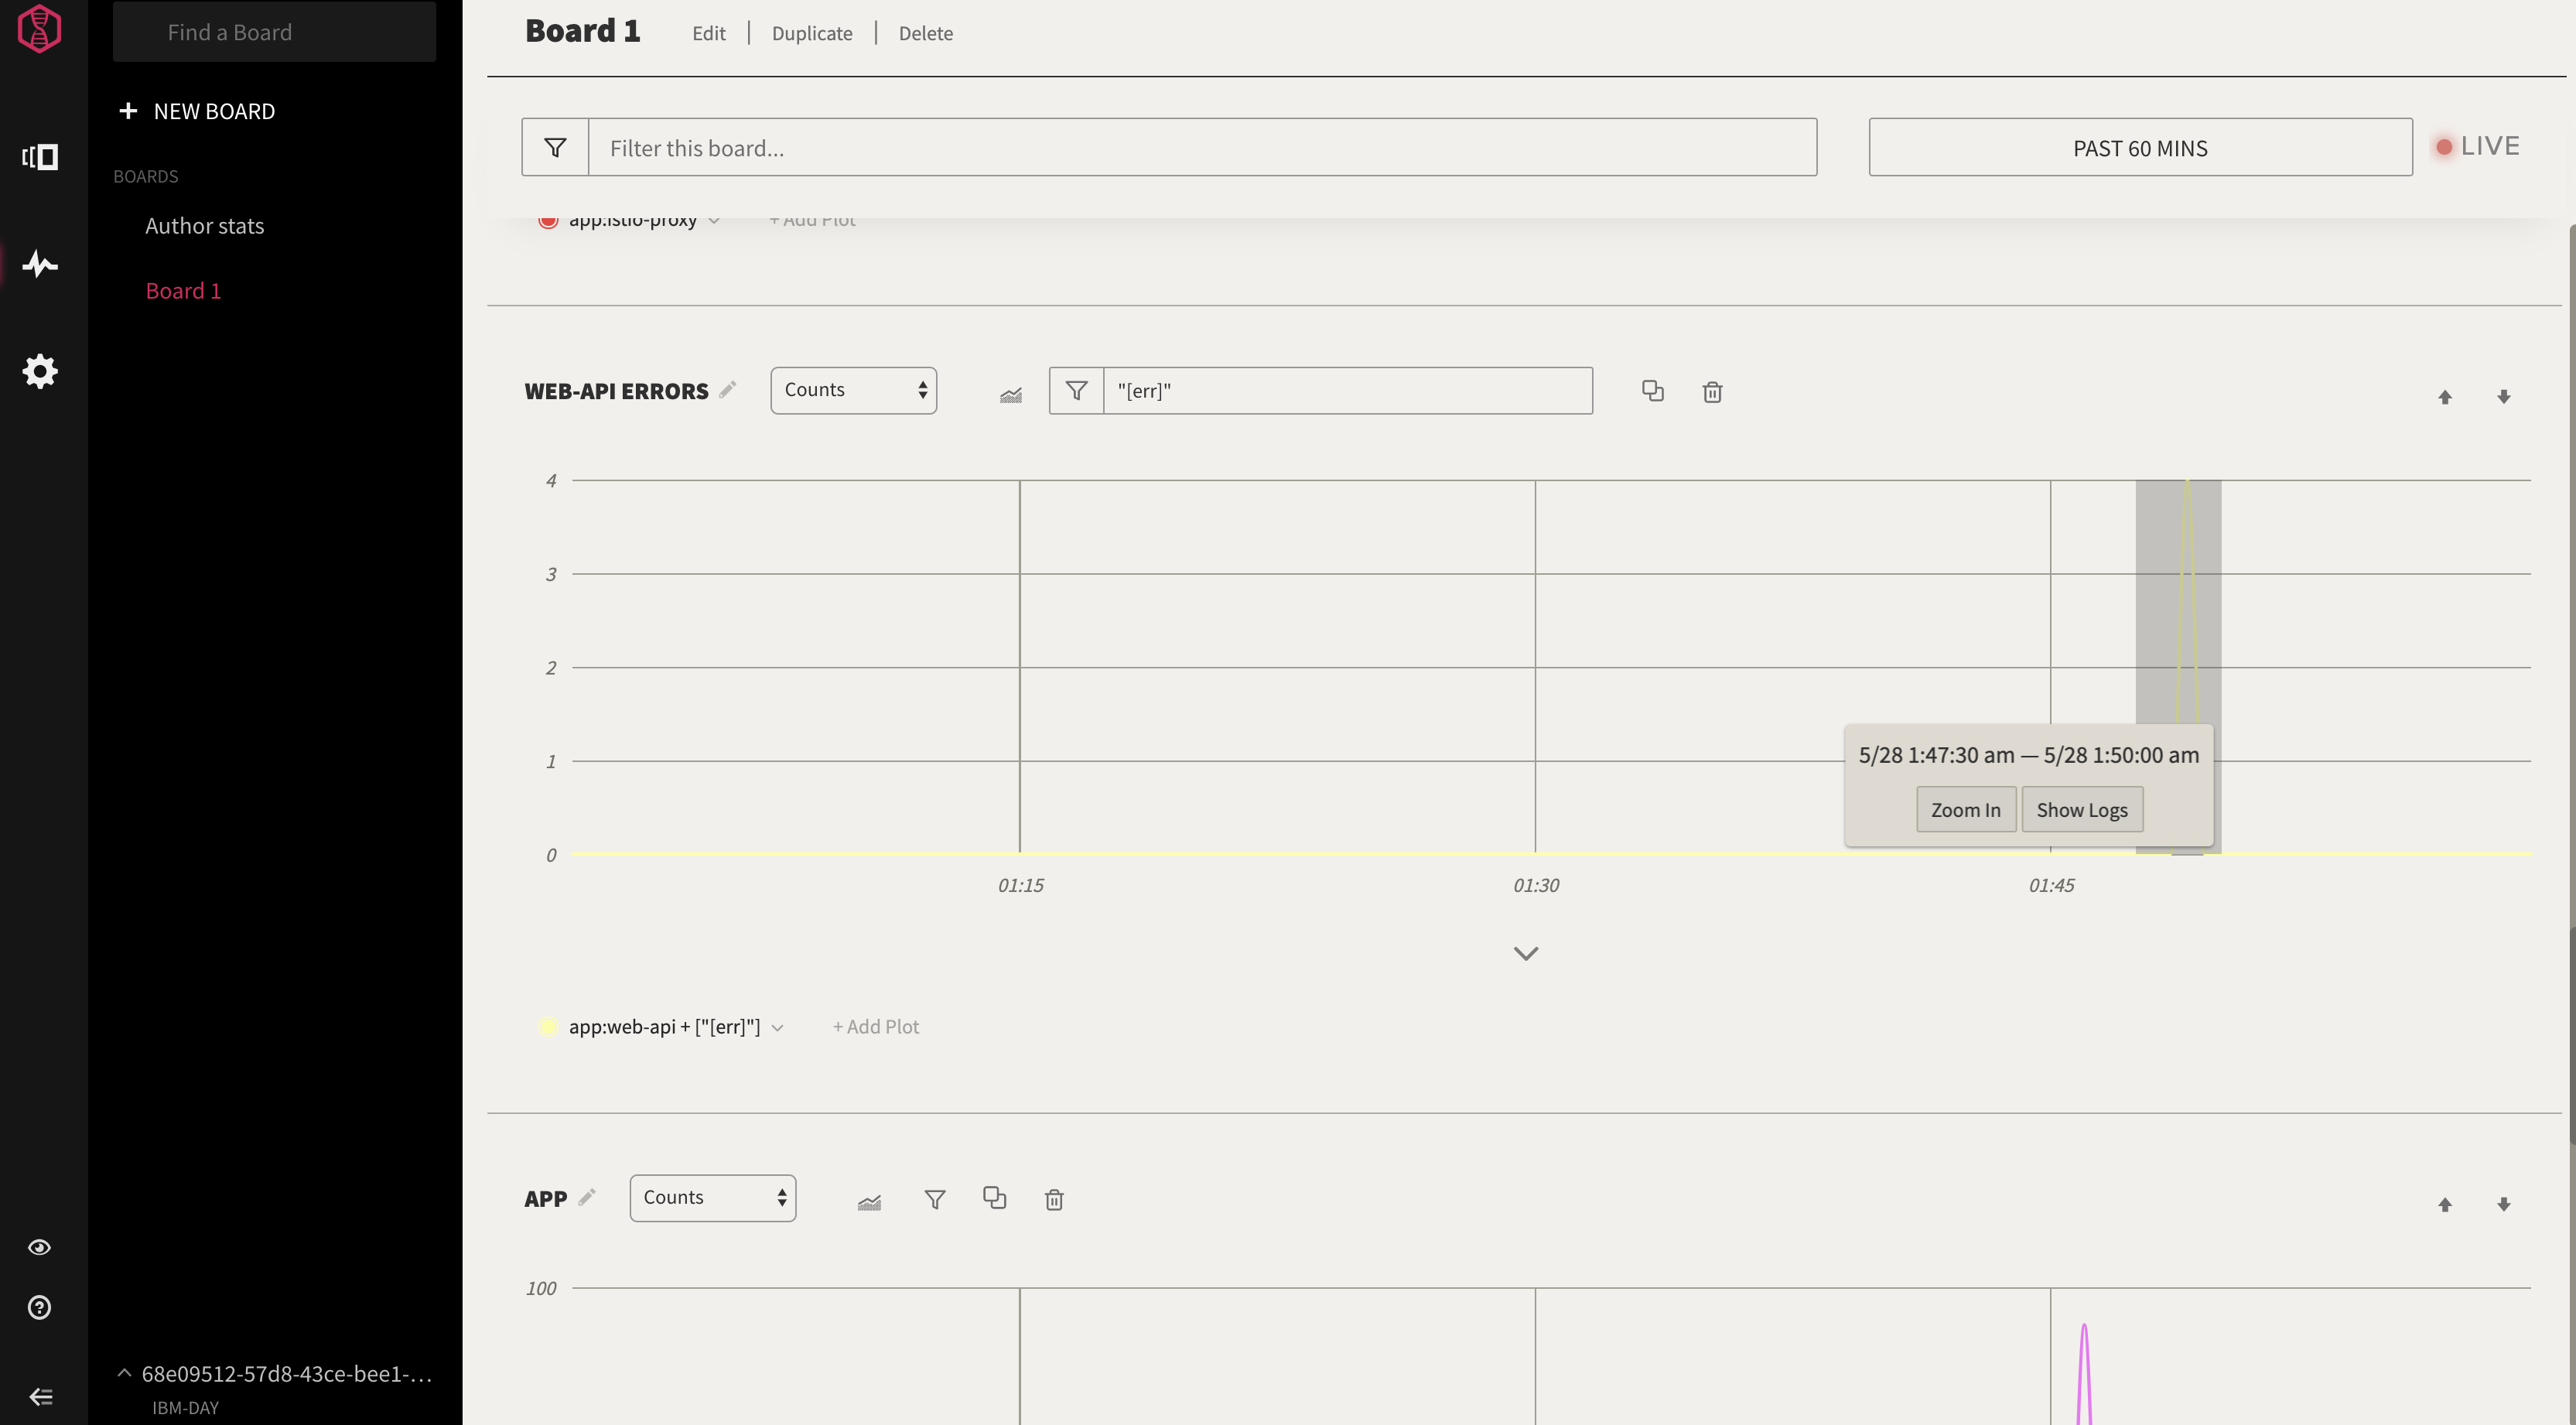 Find a Board
NEW BOARD
BOARDS
Author stats
Board 1
68e09512-57d8-43ce-bee1-...
IBM-DAY
Board 1
Edit | Duplicate | Delete
Filter this board...
PAST 60 MINS
LIVE
app:istio-proxy
+ Add Plot
WEB-API ERRORS
Counts
"[err]"
4
3
2
1
0
5/28 1:47:30 am — 5/28 1:50:00 am
Zoom In
Show Logs
01:15
01:30
01:45
app:web-api + ["[err]"]
+ Add Plot
APP
Counts
100